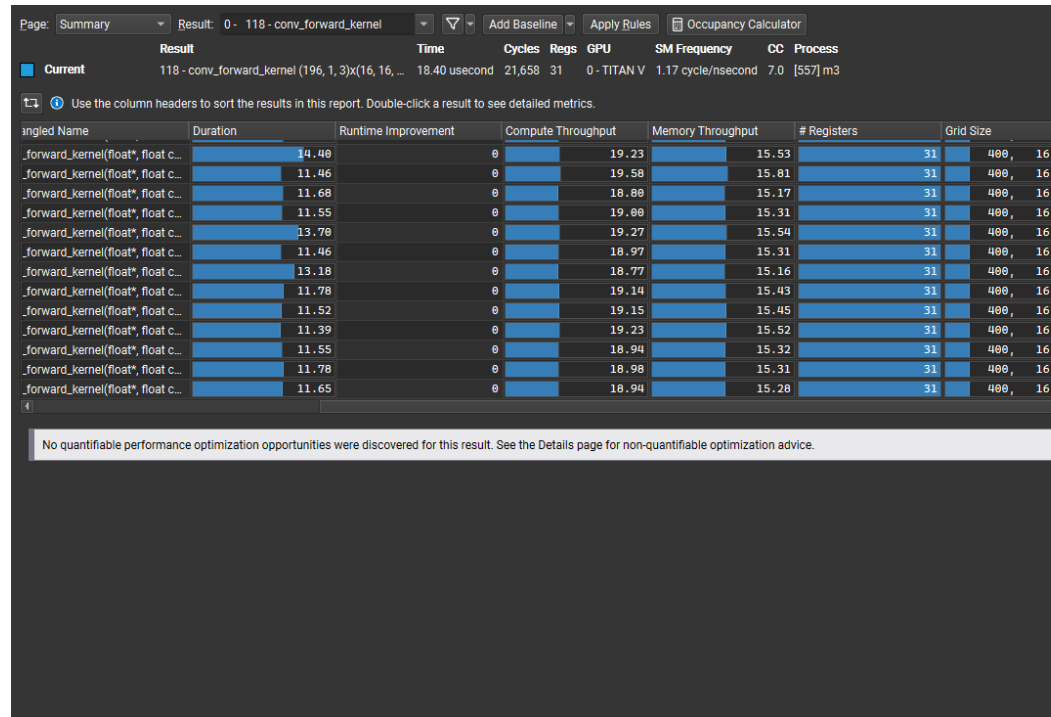 Page: Summary Result: 0 - 118 - conv_forward_kernel Add Baseline Apply Rules Occupancy Calculator
Result Time Cycles Regs GPU SM Frequency CC Process
Current 118 - conv_forward_kernel (196, 1, 3)x(16, 16, ... 18.40 usecond 21,658 31 0 - TITAN V 1.17 cycle/nsecond 7.0 [557] m3
Use the column headers to sort the results in this report. Double-click a result to see detailed metrics.
angled Name Duration Runtime Improvement Compute Throughput Memory Throughput # Registers Grid Size
_forward_kernel(float*, float c... 14.40 0 19.23 15.53 31 400, 16
_forward_kernel(float*, float c... 11.46 0 19.58 15.81 31 400, 16
_forward_kernel(float*, float c... 11.68 0 18.80 15.17 31 400, 16
_forward_kernel(float*, float c... 11.55 0 19.00 15.31 31 400, 16
_forward_kernel(float*, float c... 13.70 0 19.27 15.54 31 400, 16
_forward_kernel(float*, float c... 11.46 0 18.97 15.31 31 400, 16
_forward_kernel(float*, float c... 13.18 0 18.77 15.16 31 400, 16
_forward_kernel(float*, float c... 11.78 0 19.14 15.43 31 400, 16
_forward_kernel(float*, float c... 11.52 0 19.15 15.45 31 400, 16
_forward_kernel(float*, float c... 11.39 0 19.23 15.52 31 400, 16
_forward_kernel(float*, float c... 11.55 0 18.94 15.32 31 400, 16
_forward_kernel(float*, float c... 11.78 0 18.98 15.31 31 400, 16
_forward_kernel(float*, float c... 11.65 0 18.94 15.28 31 400, 16
No quantifiable performance optimization opportunities were discovered for this result. See the Details page for non-quantifiable optimization advice.